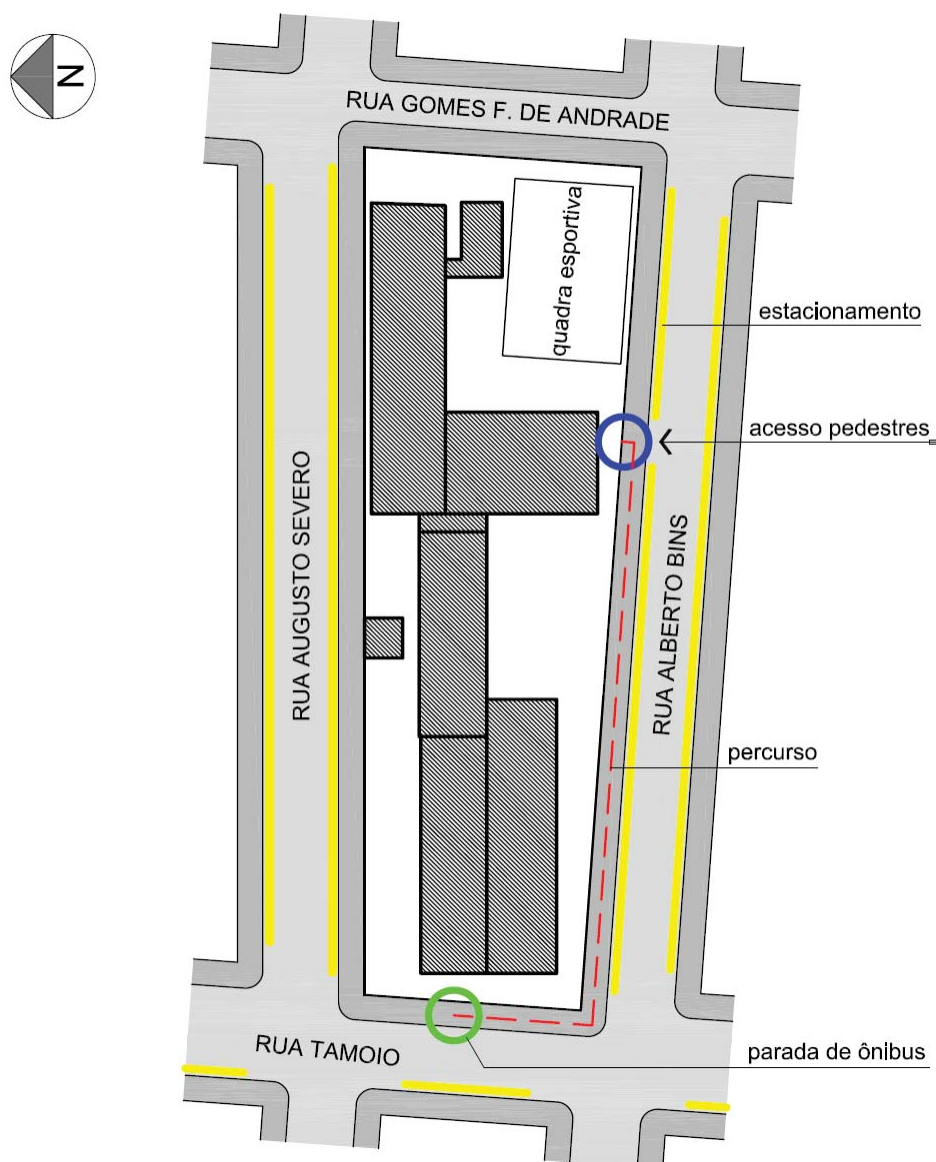 N
RUA GOMES F. DE ANDRADE
quadra esportiva
estacionamento
acesso pedestres
RUA AUGUSTO SEVERO
RUA ALBERTO BINS
percurso
RUA TAMOIO
parada de ônibus